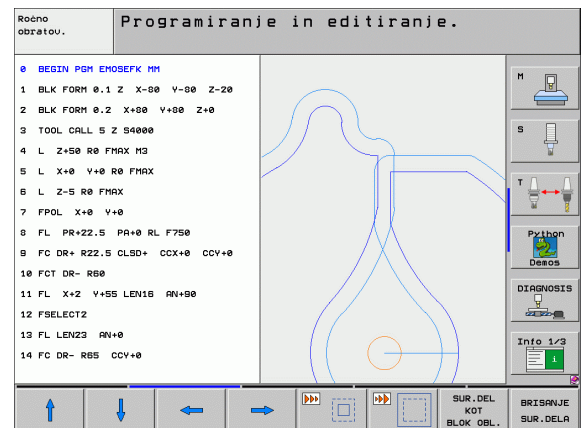 Ročno
obratov.
Programiranje in editiranje.
0 BEGIN PGM EMOSEFK MM
1 BLK FORM 0.1 Z X-80 Y-80 Z-20
2 BLK FORM 0.2 X+80 Y+80 Z+0
3 TOOL CALL 5 Z S4000
4 L Z+50 R0 FMAX M3
5 L X+0 Y+0 R0 FMAX
6 L Z-5 R0 FMAX
7 FPOL X+0 Y+0
8 FL PR+22.5 PA+0 RL F750
9 FC DR+ R22.5 CLSD+ CCX+0 CCY+0
10 FCT DR- R60
11 FL X+2 Y+55 LEN16 AN+90
12 FSELECT2
13 FL LEN23 AN+0
14 FC DR- R65 CCY+0
M
S
T
Python
Demos
DIAGNOSIS
Info 1/3
i
SUR.DEL
KOT
BLOK OBL.
BRISANJE
SUR.DELA